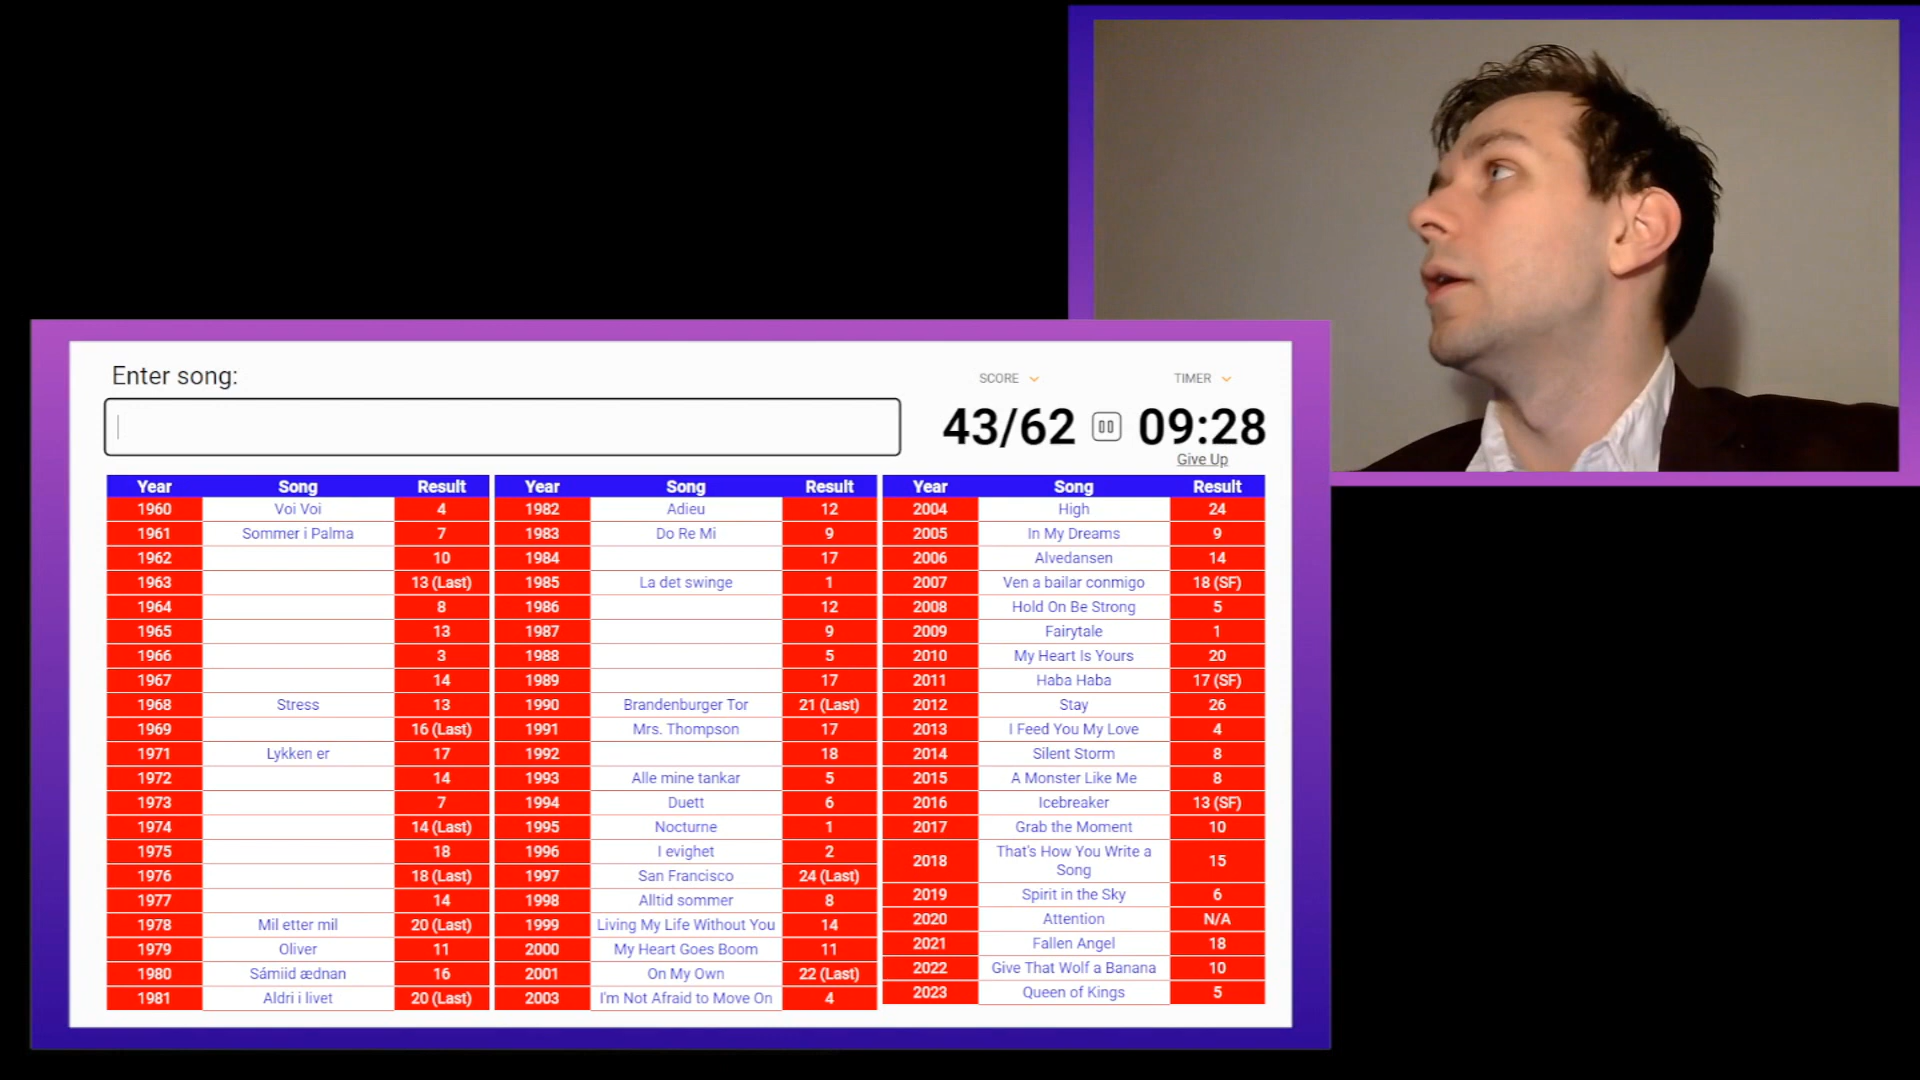 Enter song:
SCORE
TIMER
43/62
09:28
Give Up
Year Song Result
1960 Voi Voi 4
1961 Sommer i Palma 7
1962 10
1963 13 (Last)
1964 8
1965 13
1966 3
1967 14
1968 Stress 13
1969 16 (Last)
1971 Lykken er 17
1972 14
1973 7
1974 14 (Last)
1975 18
1976 18 (Last)
1977 14
1978 Mil etter mil 20 (Last)
1979 Oliver 11
1980 Sámiid ædnan 16
1981 Aldri i livet 20 (Last)
Year Song Result
1982 Adieu 12
1983 Do Re Mi 9
1984 17
1985 La det swinge 1
1986 12
1987 9
1988 5
1989 17
1990 Brandenburger Tor 21 (Last)
1991 Mrs. Thompson 17
1992 18
1993 Alle mine tankar 5
1994 Duett 6
1995 Nocturne 1
1996 I evighet 2
1997 San Francisco 24 (Last)
1998 Alltid sommer 8
1999 Living My Life Without You 14
2000 My Heart Goes Boom 11
2001 On My Own 22 (Last)
2003 I'm Not Afraid to Move On 4
Year Song Result
2004 High 24
2005 In My Dreams 9
2006 Alvedansen 14
2007 Ven a bailar conmigo 18 (SF)
2008 Hold On Be Strong 5
2009 Fairytale 1
2010 My Heart Is Yours 20
2011 Haba Haba 17 (SF)
2012 Stay 26
2013 I Feed You My Love 4
2014 Silent Storm 8
2015 A Monster Like Me 8
2016 Icebreaker 13 (SF)
2017 Grab the Moment 10
2018 That's How You Write a
Song 15
2019 Spirit in the Sky 6
2020 Attention N/A
2021 Fallen Angel 18
2022 Give That Wolf a Banana 10
2023 Queen of Kings 5